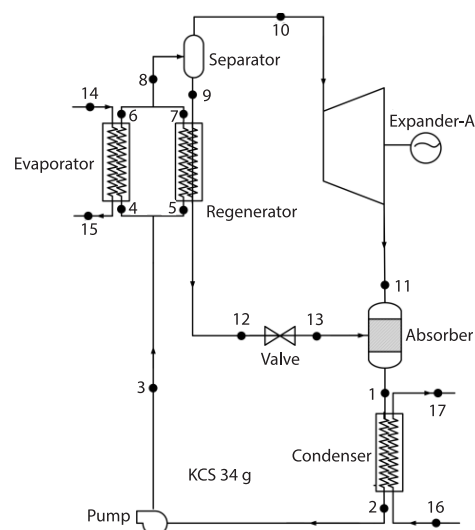 10
Separator
8
9
14
6
7
Expander-A
Evaporator
Regenerator
4
5
15
11
12
13
Absorber
Valve
3
1
17
Condenser
KCS 34 g
2
16
Pump